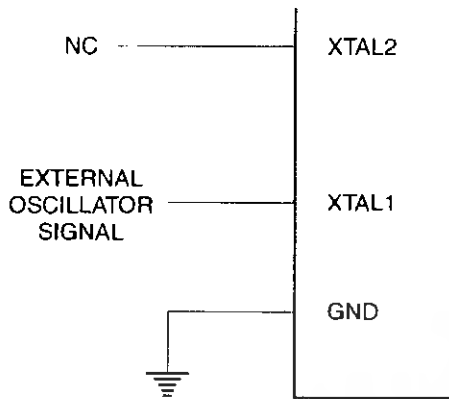 NC
XTAL2
EXTERNAL
OSCILLATOR
SIGNAL
XTAL1
GND